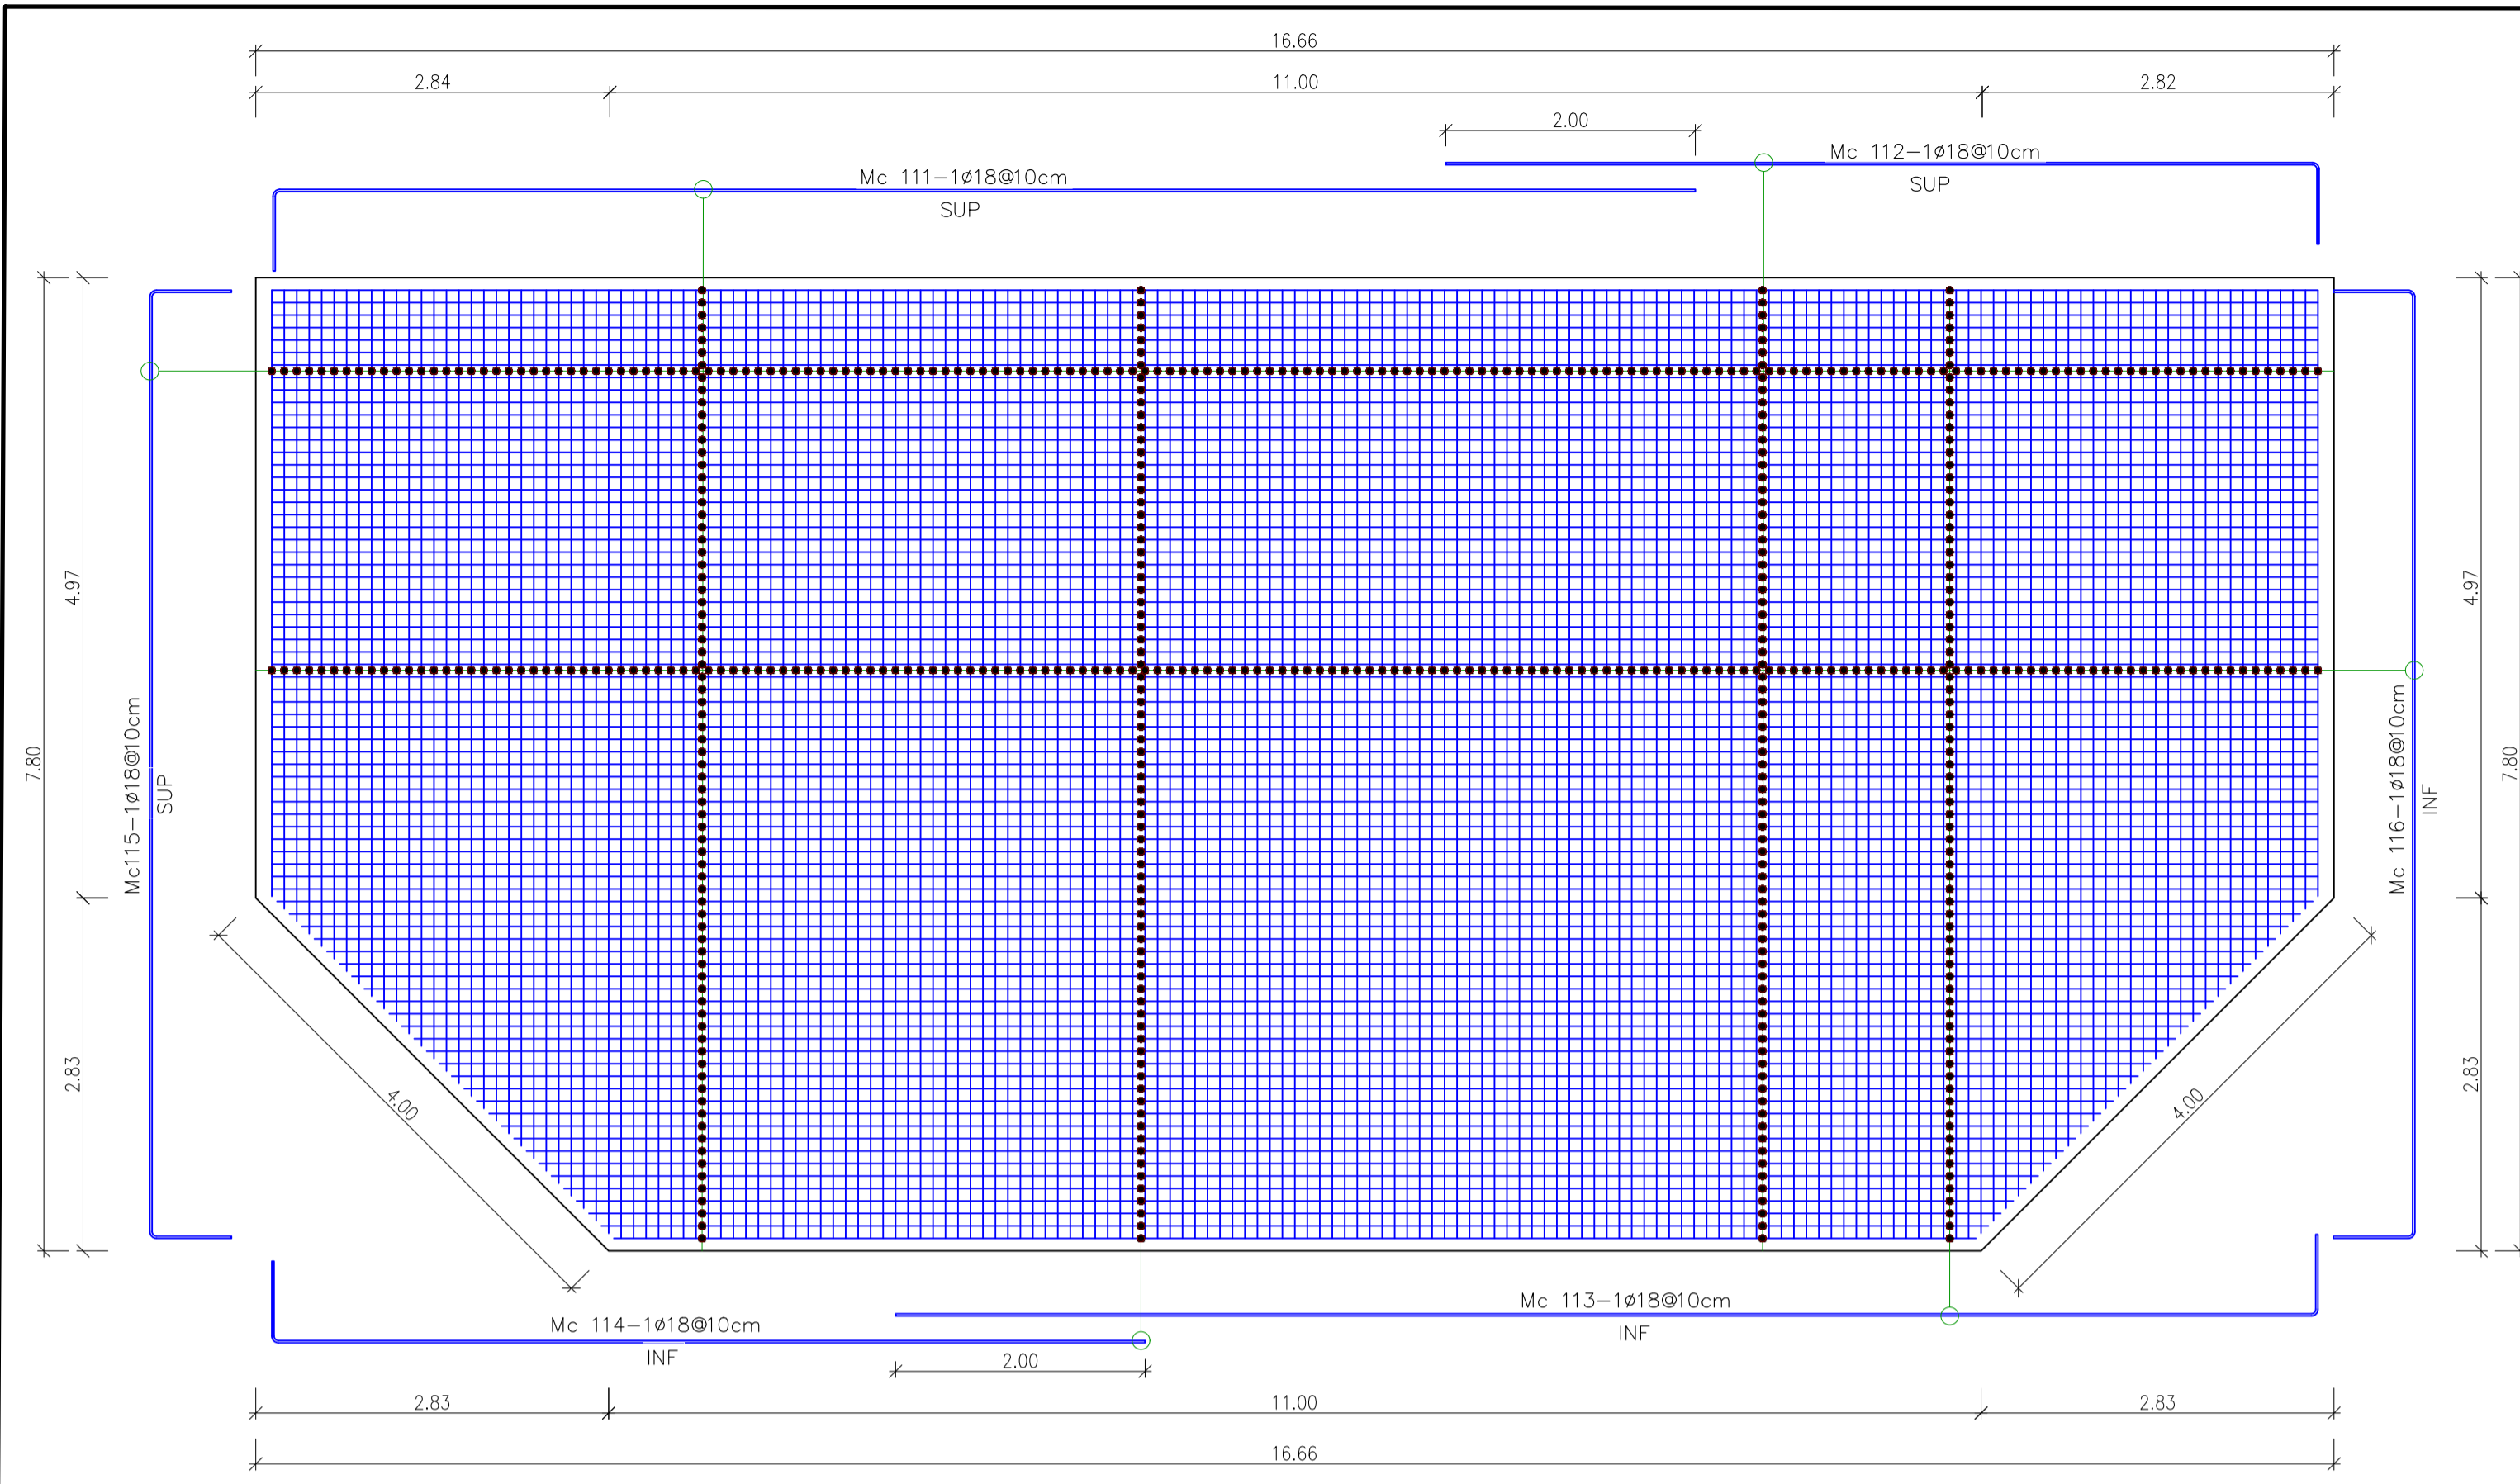 16.66
2.84
11.00
2.82
2.00
Mc 112-1ø18@10cm
SUP
Mc 111-1ø18@10cm
SUP
4.97
4.97
7.80
Mc115-1ø18@10cm
SUP
Mc 116-1ø18@10cm
INF
7.80
2.83
2.83
4.00
4.00
Mc 113-1ø18@10cm
INF
Mc 114-1ø18@10cm
INF
2.00
2.83
11.00
2.83
16.66